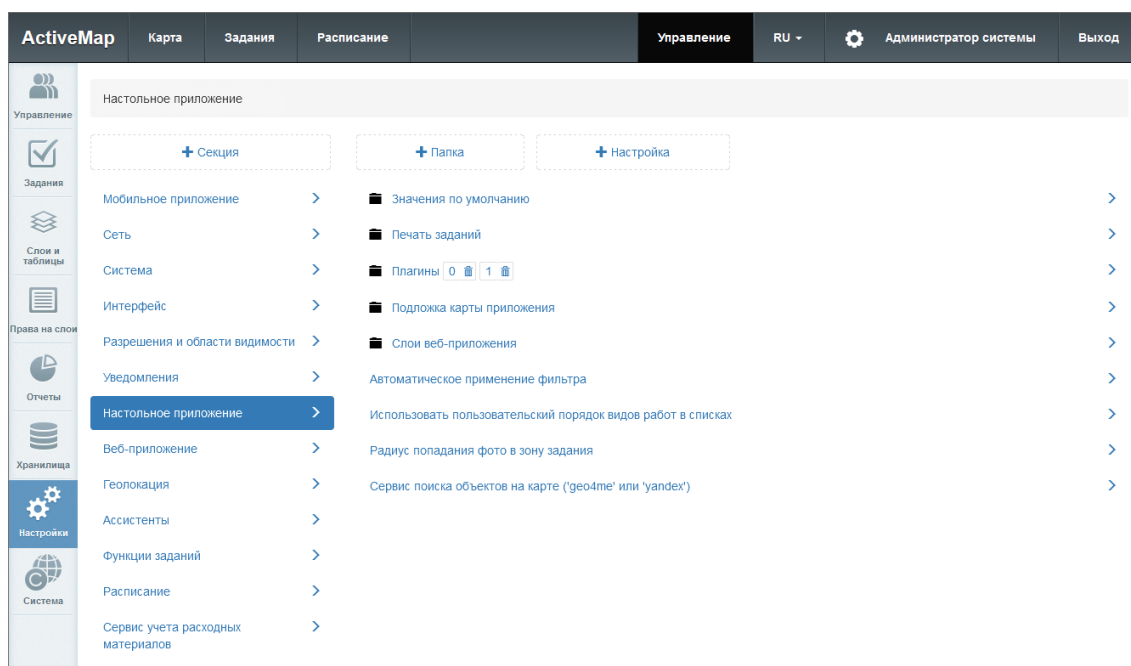 ActiveMap Карта Задания Расписание Управление RU Администратор системы Выход
Управление
Задания
Слои и
таблицы
Права на слои
Отчеты
Хранилища
Настройки
Система
Настольное приложение
+ Секция
+ Папка
+ Настройка
Мобильное приложение
Сеть
Система
Интерфейс
Разрешения и области видимости
Уведомления
Настольное приложение
Веб-приложение
Геолокация
Ассистенты
Функции заданий
Расписание
Сервис учета расходных
материалов
Значения по умолчанию
Печать заданий
Плагины 0 1
Подложка карты приложения
Слои веб-приложения
Автоматическое применение фильтра
Использовать пользовательский порядок видов работ в списках
Радиус попадания фото в зону задания
Сервис поиска объектов на карте ('geo4me' или 'yandex')